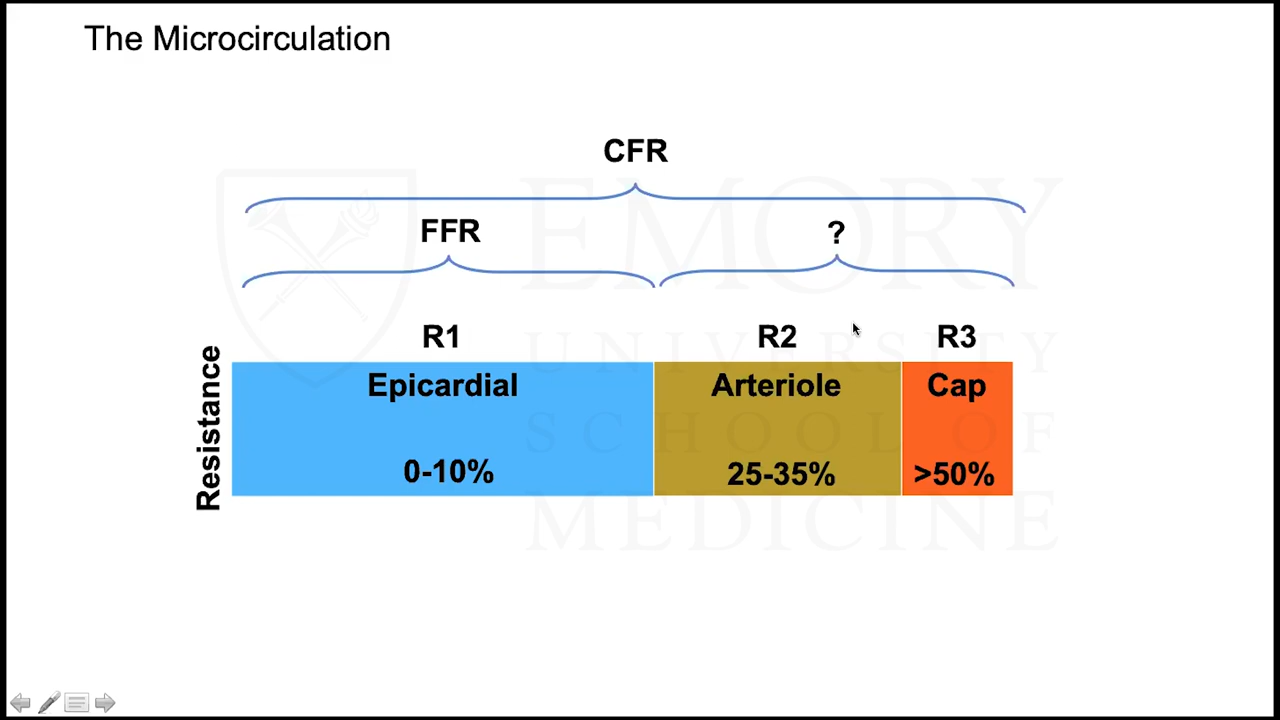 The Microcirculation
CFR
FFR
?
R1
R2
R3
Resistance
Epicardial
Arteriole
Cap
0-10%
25-35%
>50%
EMORY
UNIVERSITY
SCHOOL OF
MEDICINE